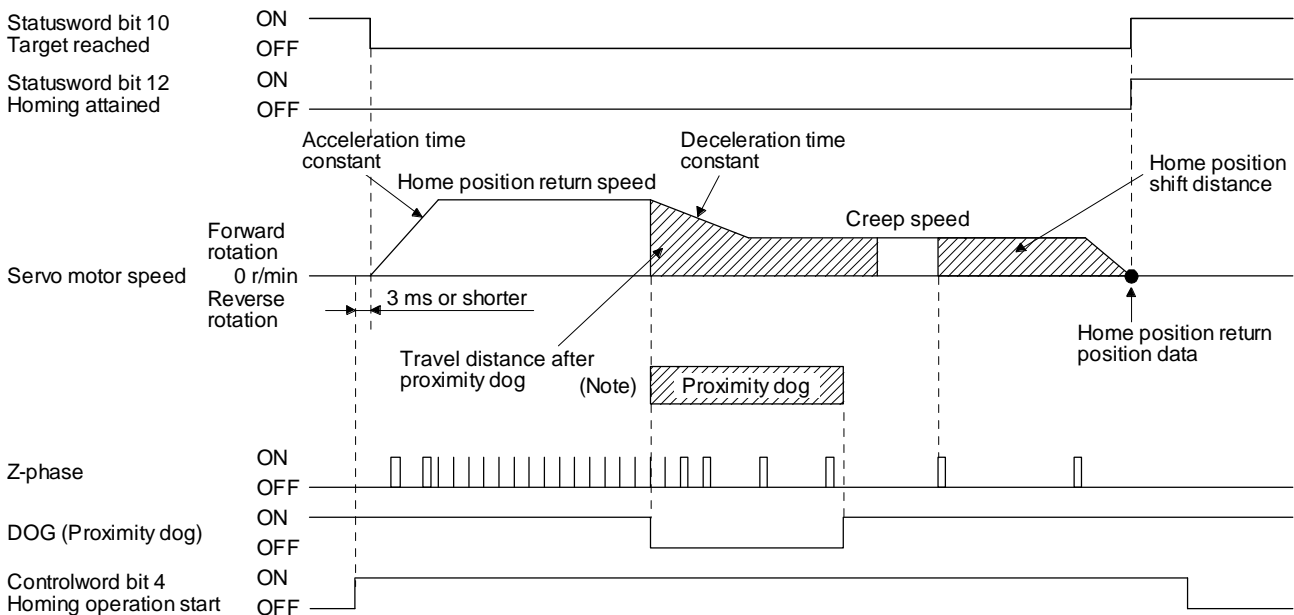 Statusword bit 10
Target reached
ON
OFF
Statusword bit 12
Homing attained
ON
OFF
Acceleration time
constant
Home position return speed
Deceleration time
constant
Creep speed
Home position
shift distance
Servo motor speed
Forward
rotation
0 r/min
Reverse
rotation
3 ms or shorter
Travel distance after
proximity dog
(Note)
Proximity dog
Home position return
position data
Z-phase
ON
OFF
DOG (Proximity dog)
ON
OFF
Controlword bit 4
Homing operation start
ON
OFF